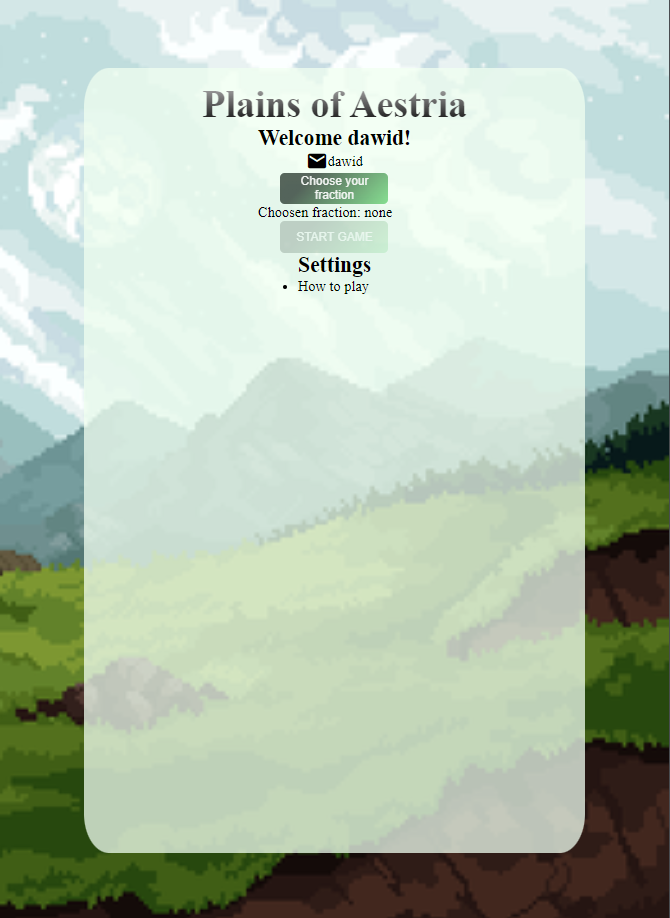 Plains of Aestria
Welcome dawid!
dawid
Choose your
fraction
Choosen fraction: none
START GAME
Settings
How to play